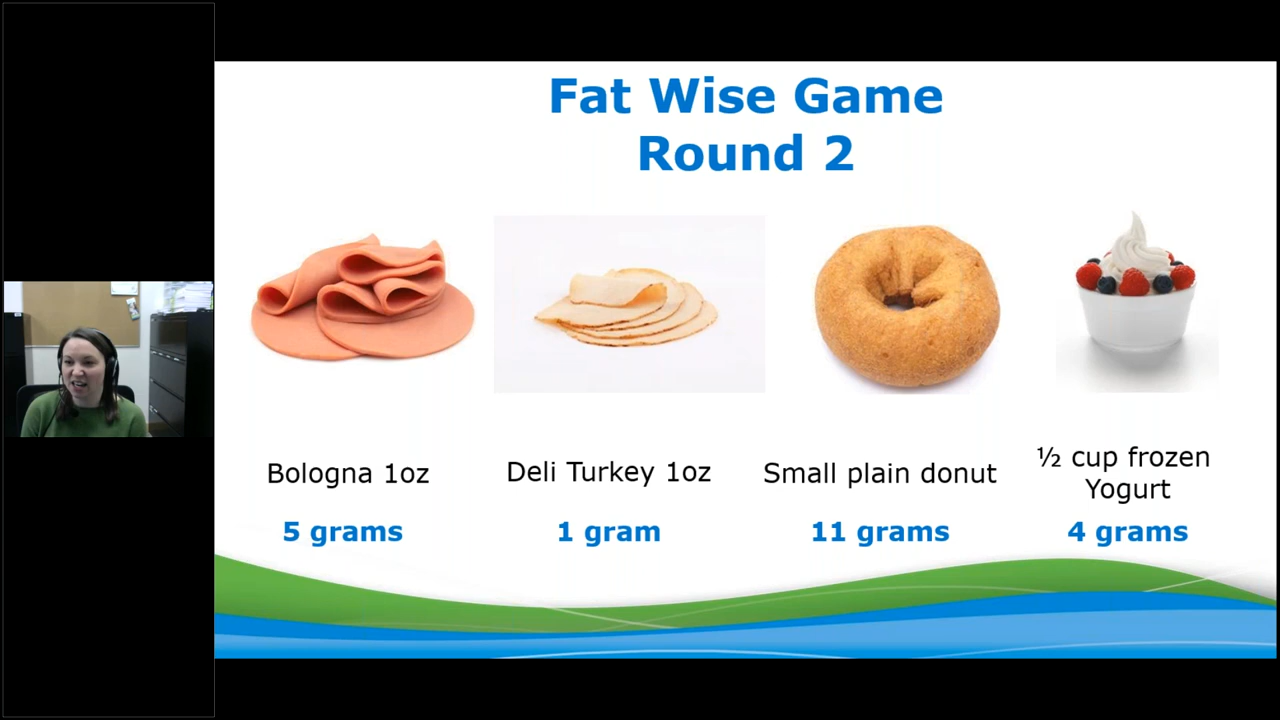 Fat Wise Game
Round 2
Bologna 1oz
5 grams
Deli Turkey 1oz
1 gram
Small plain donut
11 grams
½ cup frozen
Yogurt
4 grams